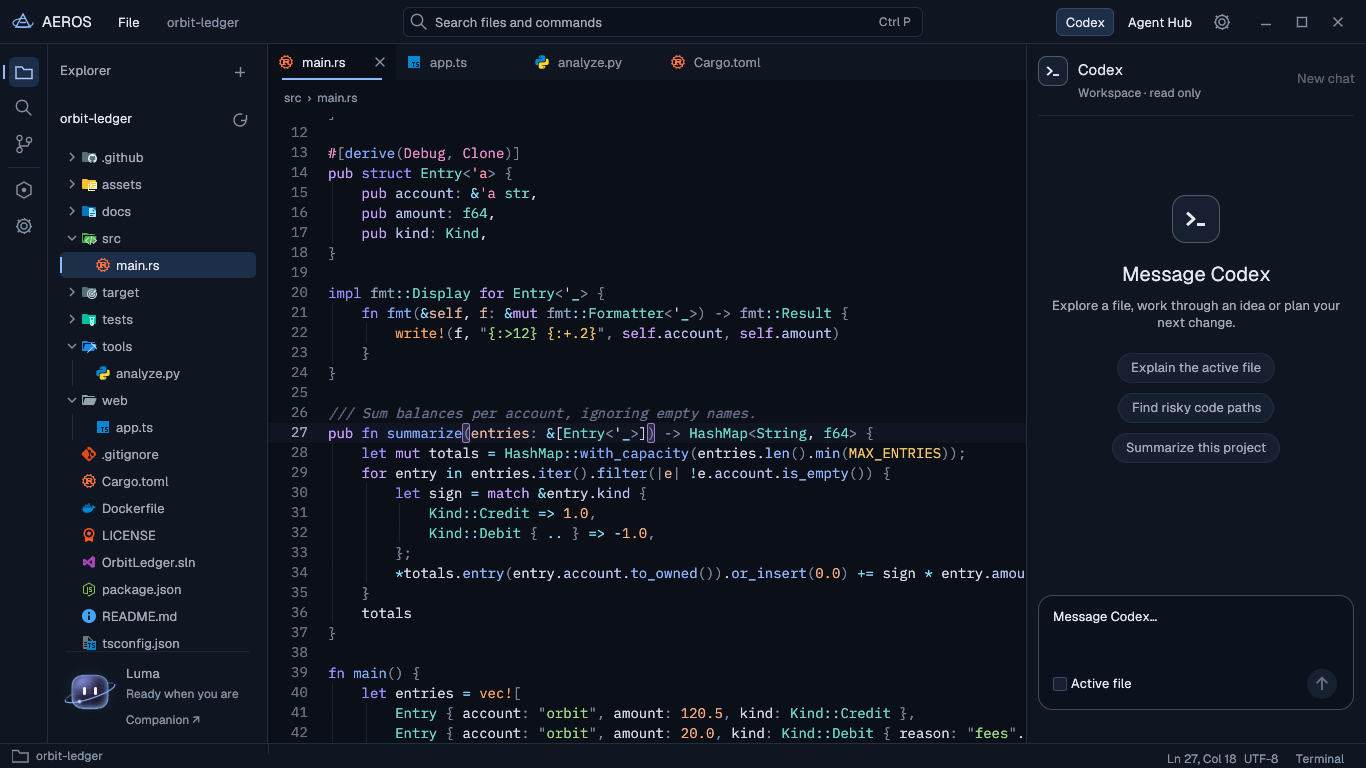 AEROS
File
orbit-ledger
Search files and commands
Ctrl P
Codex
Agent Hub
Explorer
orbit-ledger
.github
assets
docs
src
main.rs
target
tests
tools
analyze.py
web
app.ts
.gitignore
Cargo.toml
Dockerfile
LICENSE
OrbitLedger.sln
package.json
README.md
tsconfig.json
Luma
Ready when you are
Companion ↗
main.rs
app.ts
analyze.py
Cargo.toml
src › main.rs
12
13 #[derive(Debug, Clone)]
14 pub struct Entry<'a> {
15     pub account: &'a str,
16     pub amount: f64,
17     pub kind: Kind,
18 }
19
20 impl fmt::Display for Entry<'_> {
21     fn fmt(&self, f: &mut fmt::Formatter<'_>) -> fmt::Result {
22         write!(f, "{:>12} {:+.2}", self.account, self.amount)
23     }
24 }
25
26 /// Sum balances per account, ignoring empty names.
27 pub fn summarize(entries: &[Entry<'_>]) -> HashMap<String, f64> {
28     let mut totals = HashMap::with_capacity(entries.len().min(MAX_ENTRIES));
29     for entry in entries.iter().filter(|e| !e.account.is_empty()) {
30         let sign = match &entry.kind {
31             Kind::Credit => 1.0,
32             Kind::Debit { .. } => -1.0,
33         };
34         *totals.entry(entry.account.to_owned()).or_insert(0.0) += sign * entry.amou
35     }
36     totals
37 }
38
39 fn main() {
40     let entries = vec![
41         Entry { account: "orbit", amount: 120.5, kind: Kind::Credit },
42         Entry { account: "orbit", amount: 20.0, kind: Kind::Debit { reason: "fees".
Codex
Workspace · read only
New chat
Message Codex
Explore a file, work through an idea or plan your
next change.
Explain the active file
Find risky code paths
Summarize this project
Message Codex…
Active file
orbit-ledger
Ln 27, Col 18
UTF-8
Terminal